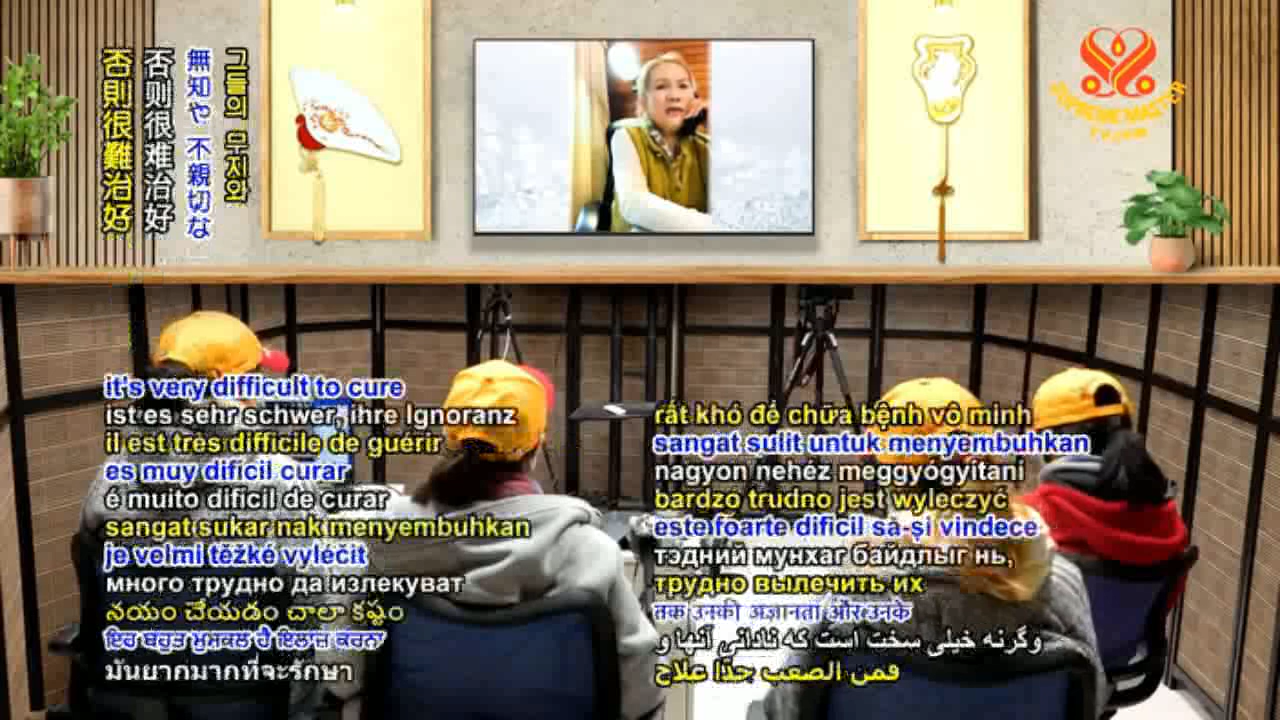 그들의 무지와
無知や 不親切な
否则很难治好
否則很難治好
SUPREME MASTER
TV.COM
it's very difficult to cure
ist es sehr schwer, ihre Ignoranz
il est très difficile de guérir
es muy difícil curar
é muito difícil de curar
sangat sukar nak menyembuhkan
je velmi těžké vyléčit
много трудно да излекуват
నయం చేయడం చాలా కష్టం
ਇਹ ਬਹੁਤ ਮੁਸ਼ਕਲ ਹੈ ਇਲਾਜ ਕਰਨਾ
มันยากมากที่จะรักษา
rất khó để chữa bệnh vô minh
sangat sulit untuk menyembuhkan
nagyon nehéz meggyógyítani
bardzo trudno jest wyleczyć
este foarte dificil să-și vindece
тэдний мунхаг байдлыг нь,
трудно вылечить их
तक उनकी अज्ञानता और उनके
وگرنه خیلی سخت است که نادانی آنها و
فمن الصعب جدًا علاج